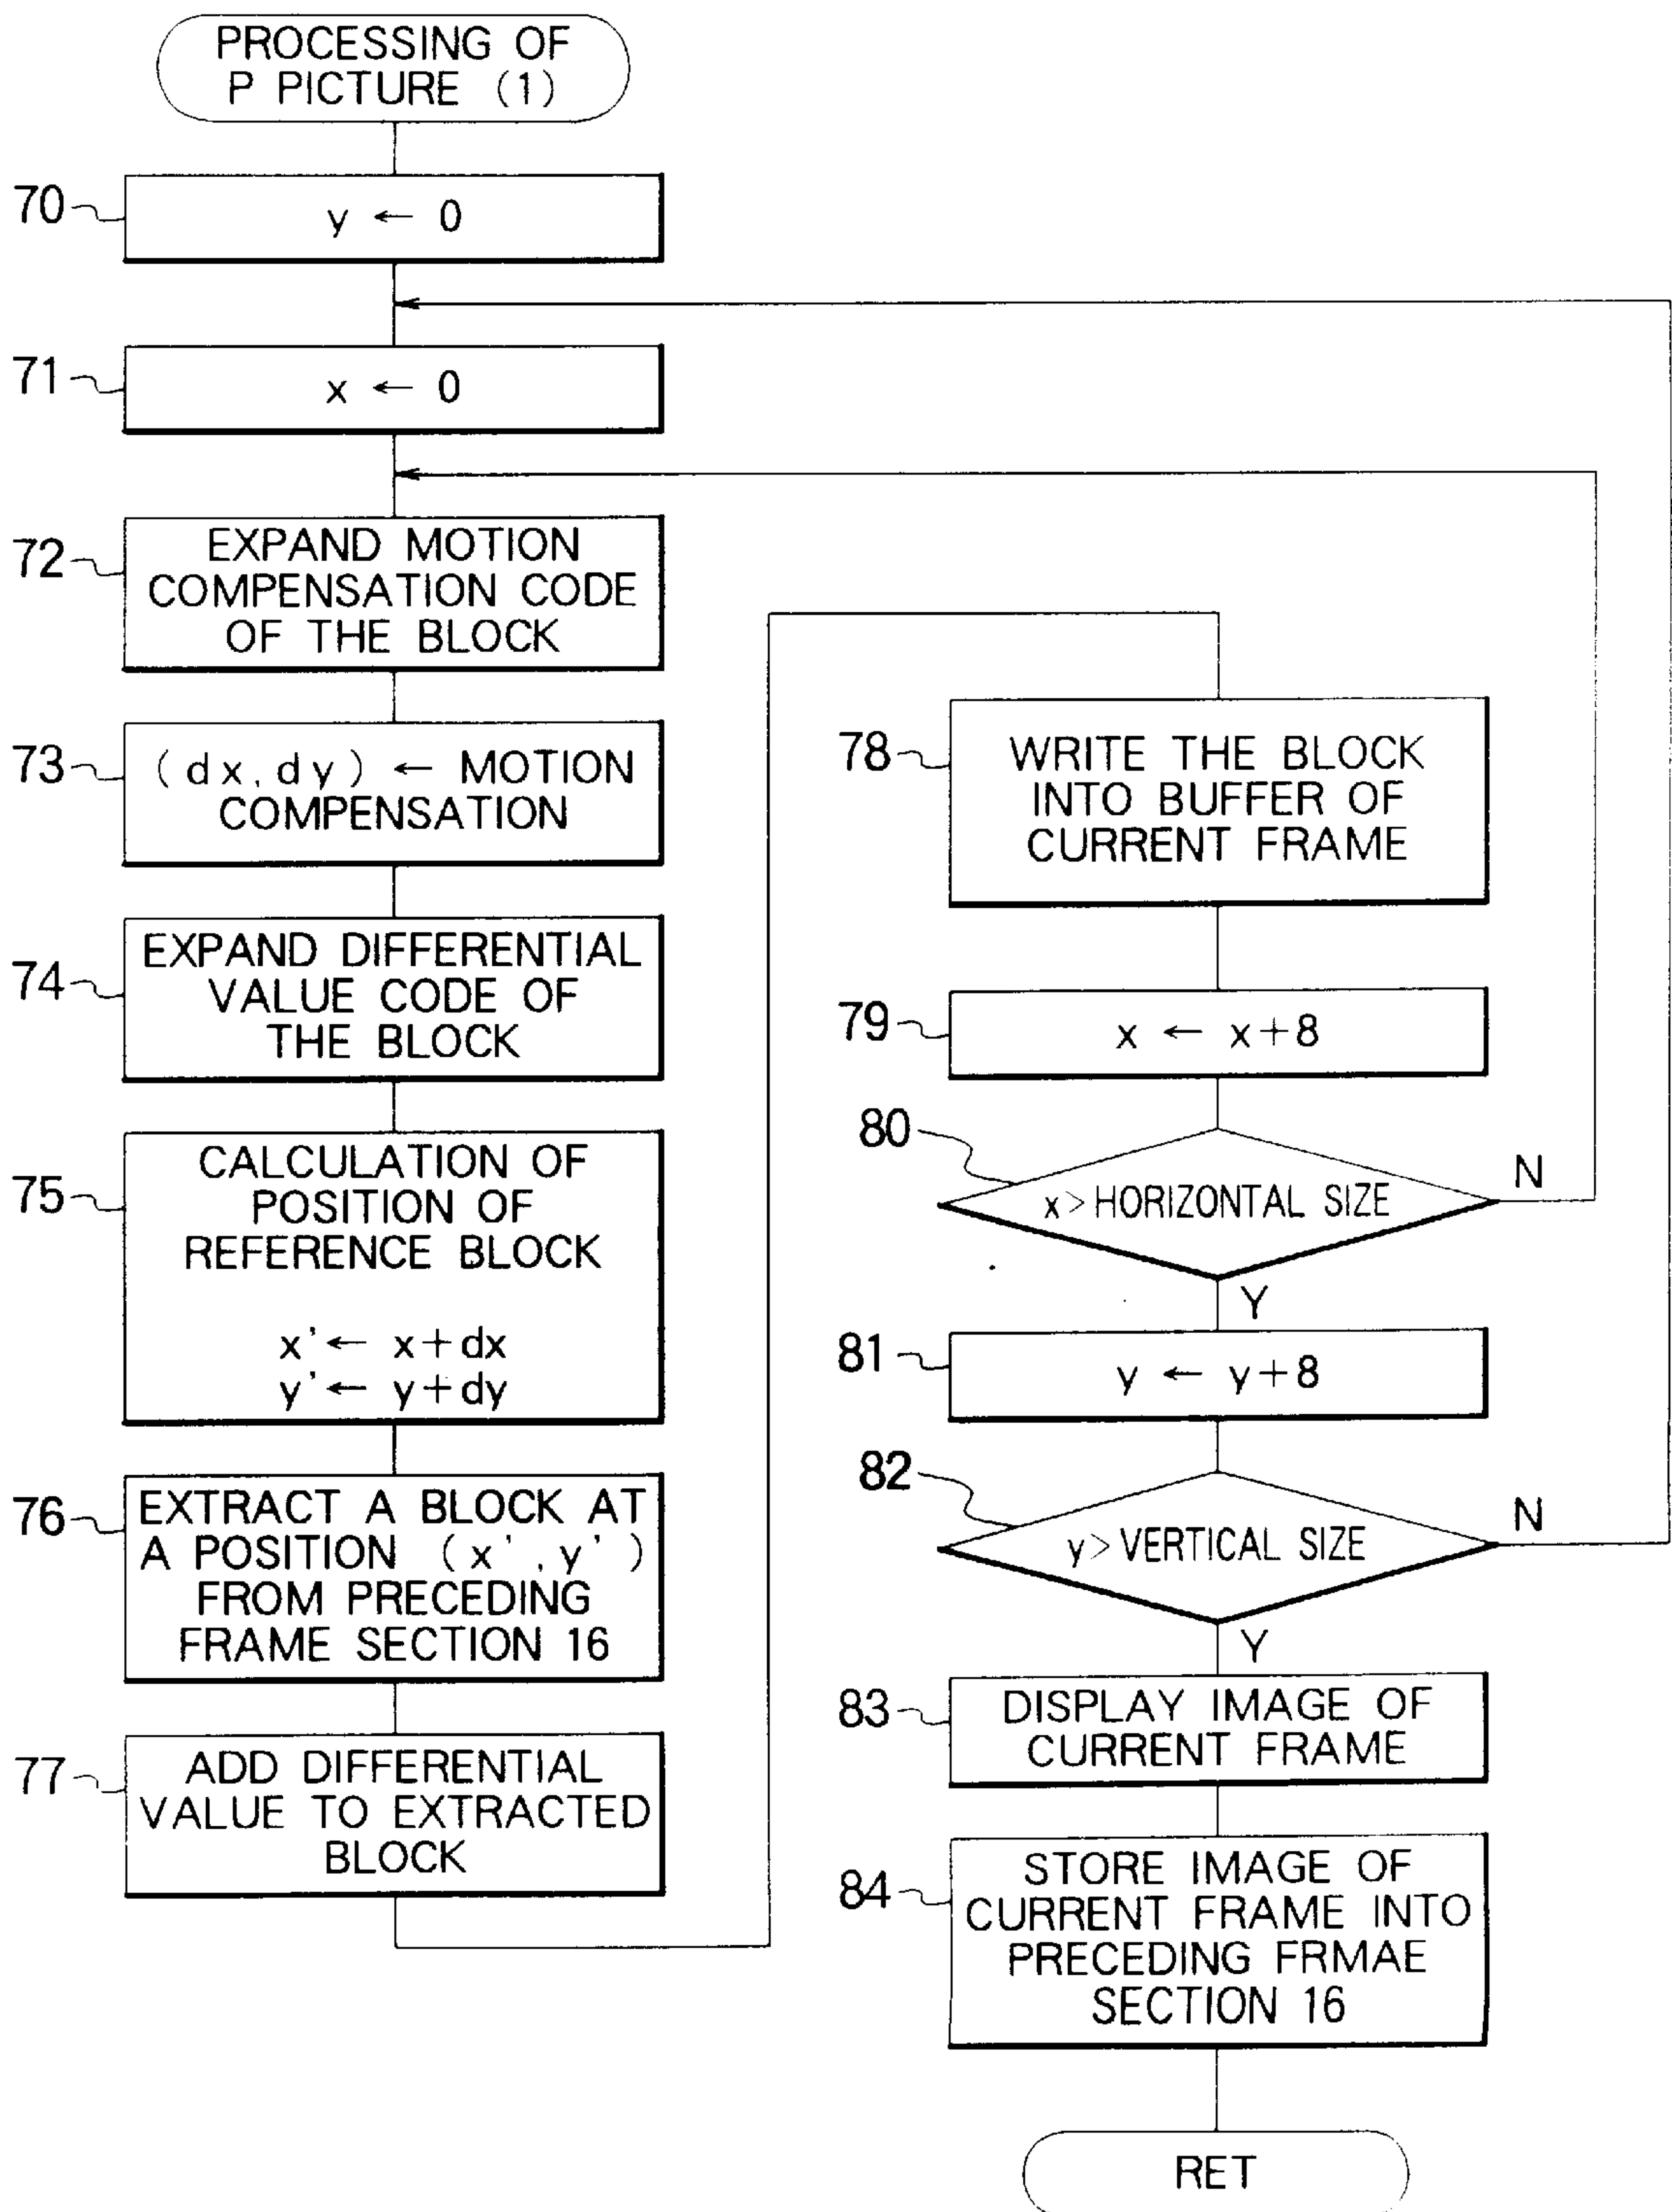 PROCESSING OF
P PICTURE (1)
70
y ← 0
71
x ← 0
72
EXPAND MOTION
COMPENSATION CODE
OF THE BLOCK
73
(dx, dy) ← MOTION
COMPENSATION
74
EXPAND DIFFERENTIAL
VALUE CODE OF
THE BLOCK
75
CALCULATION OF
POSITION OF
REFERENCE BLOCK
x' ← x+dx
y' ← y+dy
76
EXTRACT A BLOCK AT
A POSITION (x', y')
FROM PRECEDING
FRAME SECTION 16
77
ADD DIFFERENTIAL
VALUE TO EXTRACTED
BLOCK
78
WRITE THE BLOCK
INTO BUFFER OF
CURRENT FRAME
79
x ← x+8
80
x>HORIZONTAL SIZE
N
Y
81
y ← y+8
82
y>VERTICAL SIZE
N
Y
83
DISPLAY IMAGE OF
CURRENT FRAME
84
STORE IMAGE OF
CURRENT FRAME INTO
PRECEDING FRMAE
SECTION 16
RET